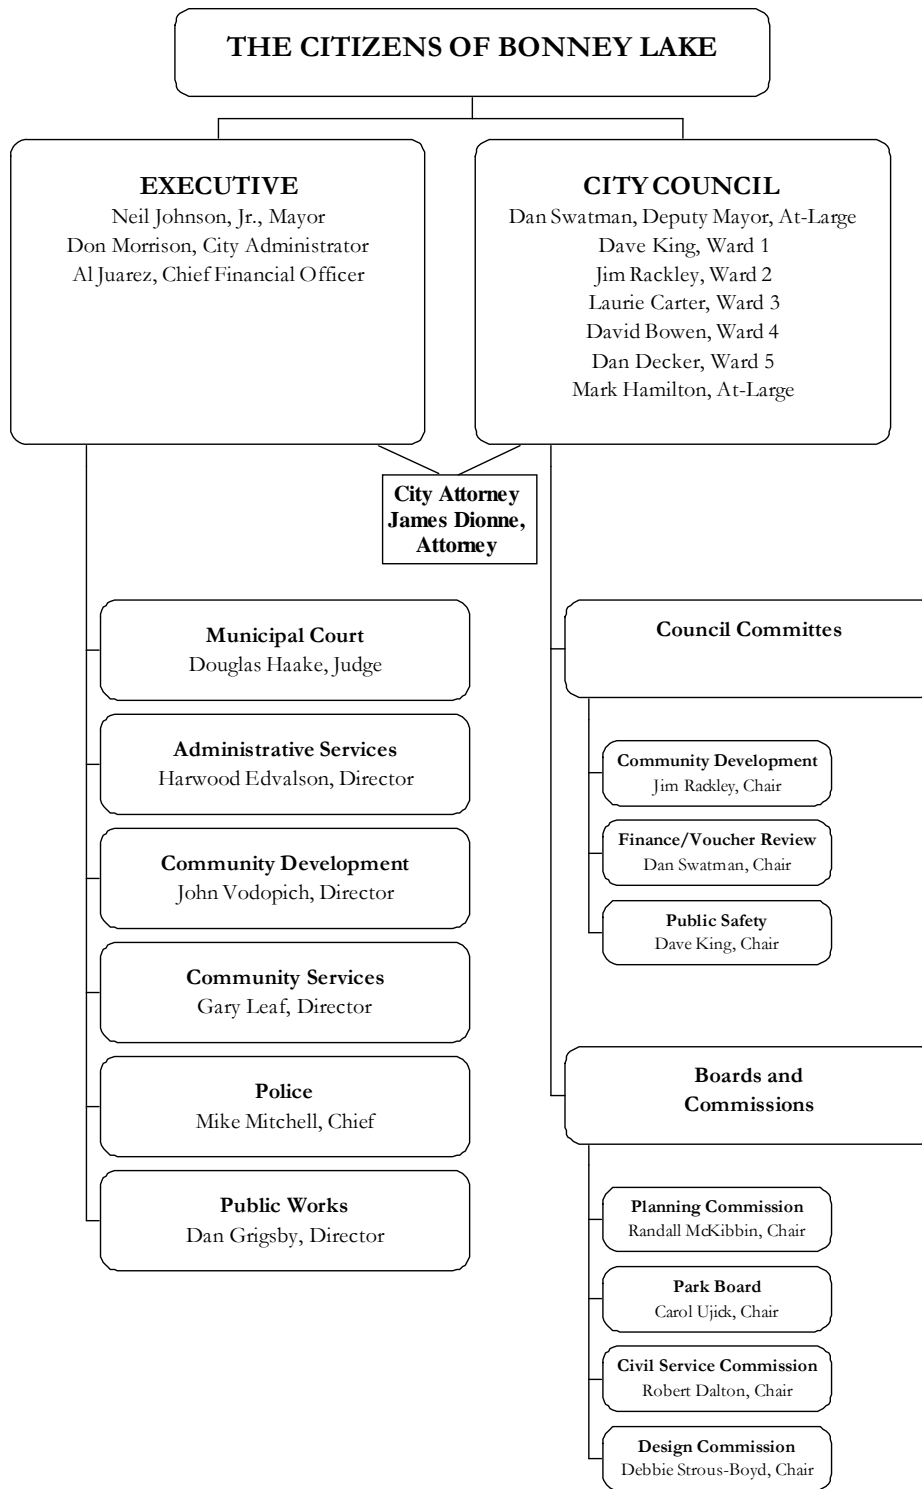 THE CITIZENS OF BONNEY LAKE
EXECUTIVE
Neil Johnson, Jr., Mayor
Don Morrison, City Administrator
Al Juarez, Chief Financial Officer
CITY COUNCIL
Dan Swatman, Deputy Mayor, At-Large
Dave King, Ward 1
Jim Rackley, Ward 2
Laurie Carter, Ward 3
David Bowen, Ward 4
Dan Decker, Ward 5
Mark Hamilton, At-Large
City Attorney
James Dionne,
Attorney
Municipal Court
Douglas Haake, Judge
Administrative Services
Harwood Edvalson, Director
Community Development
John Vodopich, Director
Community Services
Gary Leaf, Director
Police
Mike Mitchell, Chief
Public Works
Dan Grigsby, Director
Council Committes
Community Development
Jim Rackley, Chair
Finance/Voucher Review
Dan Swatman, Chair
Public Safety
Dave King, Chair
Boards and
Commissions
Planning Commission
Randall McKibbin, Chair
Park Board
Carol Ujick, Chair
Civil Service Commission
Robert Dalton, Chair
Design Commission
Debbie Strous-Boyd, Chair